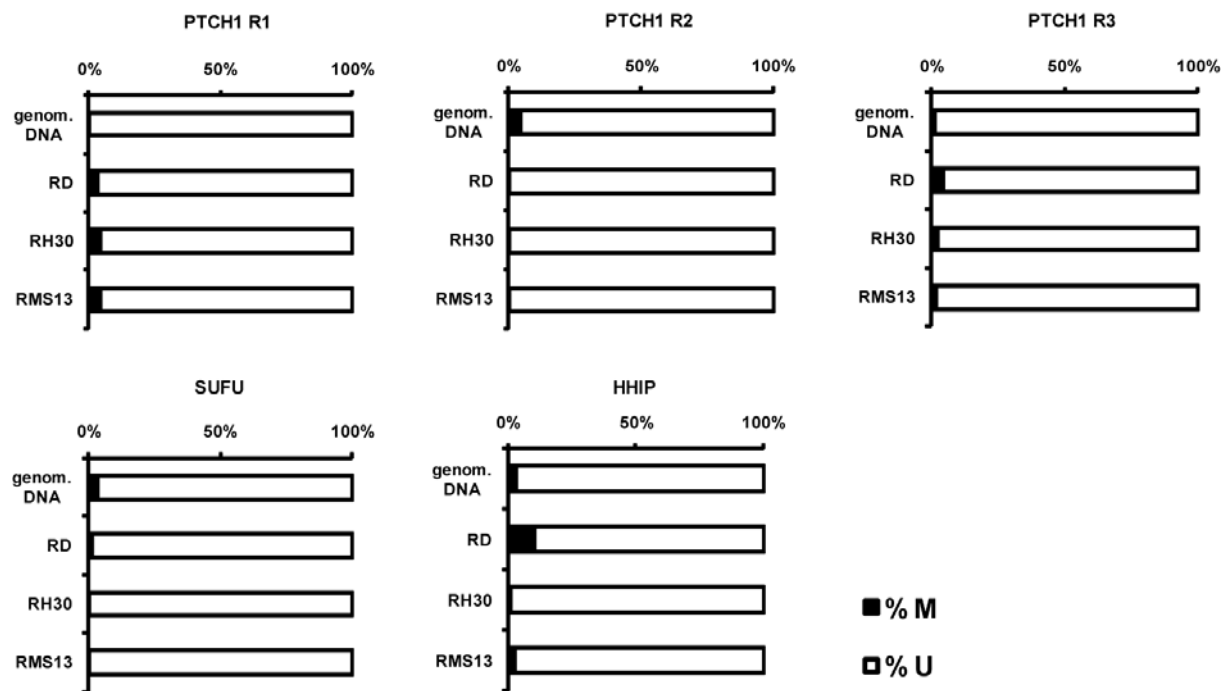 PTCH1 R1
0% 50% 100%
genom.
DNA
RD
RH30
RMS13
PTCH1 R2
0% 50% 100%
genom.
DNA
RD
RH30
RMS13
PTCH1 R3
0% 50% 100%
genom.
DNA
RD
RH30
RMS13
SUFU
0% 50% 100%
genom.
DNA
RD
RH30
RMS13
HHIP
0% 50% 100%
genom.
DNA
RD
RH30
RMS13
% M
% U